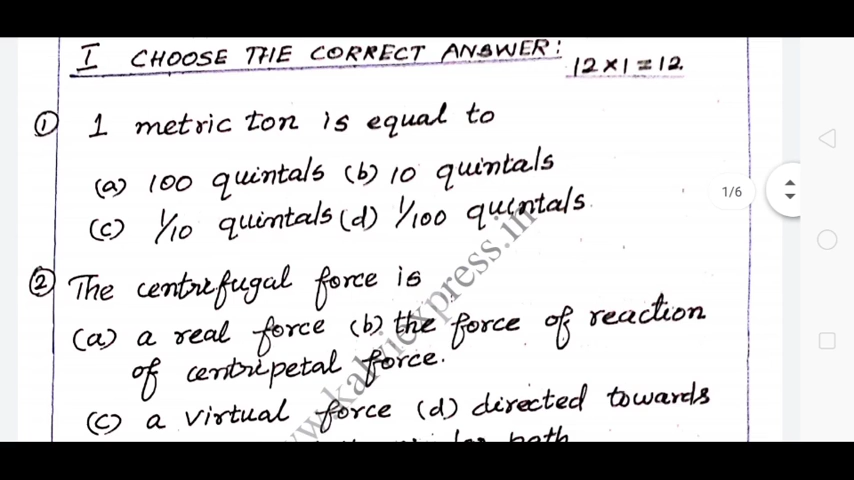 I CHOOSE THE CORRECT ANSWER:
12 × 1 = 12
① 1 metric ton is equal to
(a) 100 quintals (b) 10 quintals
(c) 1/10 quintals (d) 1/100 quintals
1/6
② The centrifugal force is
(a) a real force (b) the force of reaction
of centripetal force.
(c) a virtual force (d) directed towards
path
www.kalviexpress.in